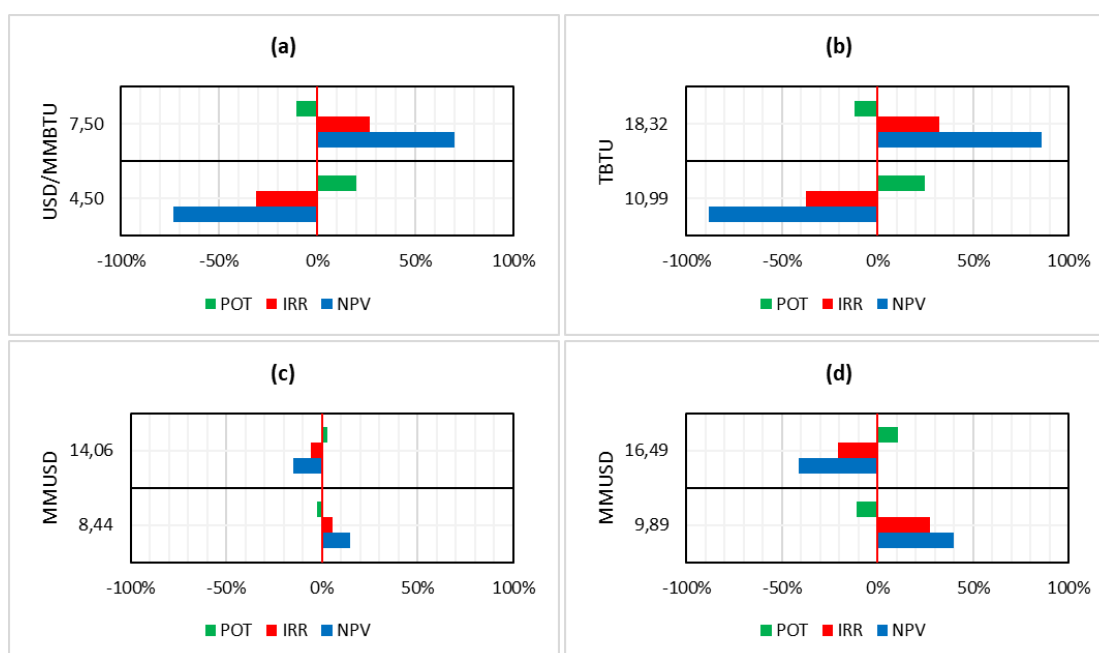 (a)
USD/MMBTU
7,50
4,50
-100% -50% 0% 50% 100%
POT IRR NPV
(b)
TBTU
18,32
10,99
-100% -50% 0% 50% 100%
POT IRR NPV
(c)
MMUSD
14,06
8,44
-100% -50% 0% 50% 100%
POT IRR NPV
(d)
MMUSD
16,49
9,89
-100% -50% 0% 50% 100%
POT IRR NPV